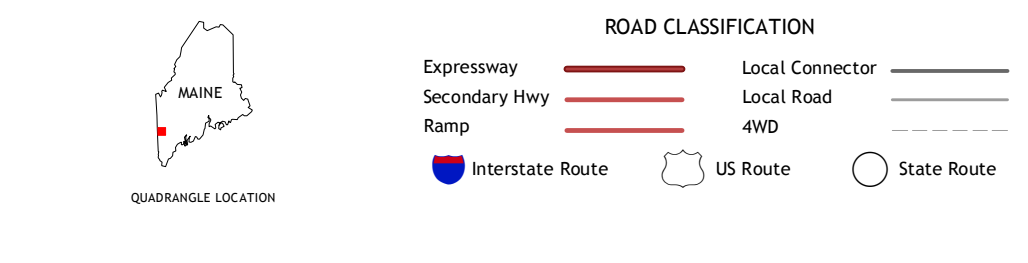 MAINE
QUADRANGLE LOCATION
ROAD CLASSIFICATION
Expressway
Local Connector
Secondary Hwy
Local Road
Ramp
4WD
Interstate Route
US Route
State Route